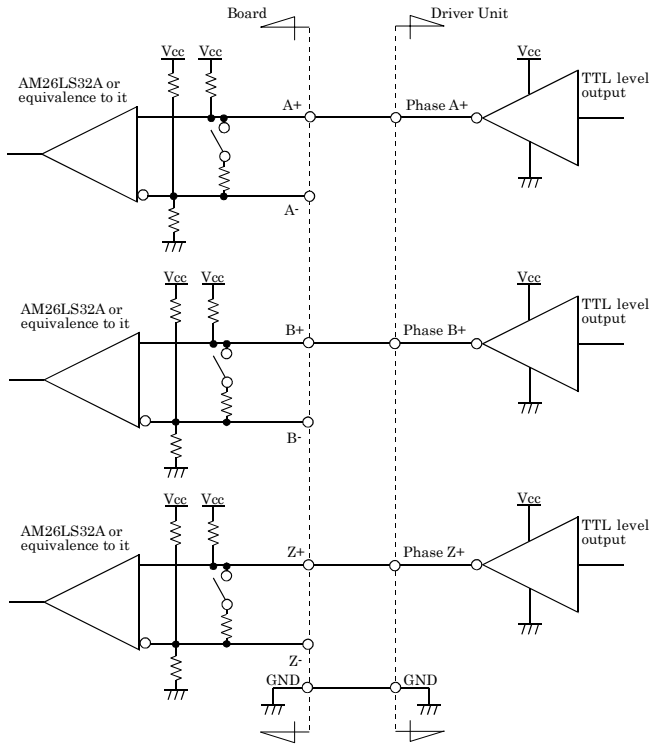 Board
Driver Unit
Vcc
Vcc
Vcc
AM26LS32A or
equivalence to it
TTL level
output
A+
Phase A+
A-
Vcc
Vcc
Vcc
AM26LS32A or
equivalence to it
TTL level
output
B+
Phase B+
B-
Vcc
Vcc
Vcc
AM26LS32A or
equivalence to it
TTL level
output
Z+
Phase Z+
Z-
GND
GND